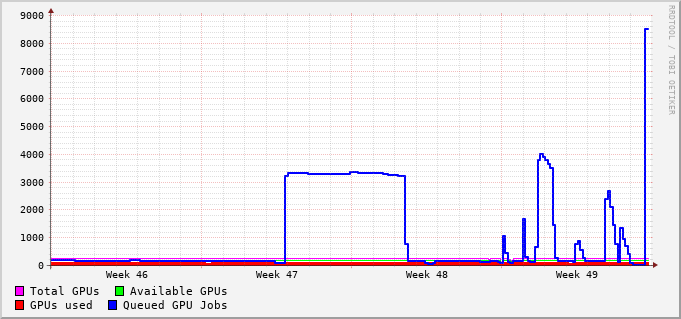 9000
8000
7000
6000
5000
4000
3000
2000
1000
0
Week 46 Week 47 Week 48 Week 49
Total GPUs Available GPUs
GPUs used Queued GPU Jobs
RRDTOOL / TOBI OETIKER